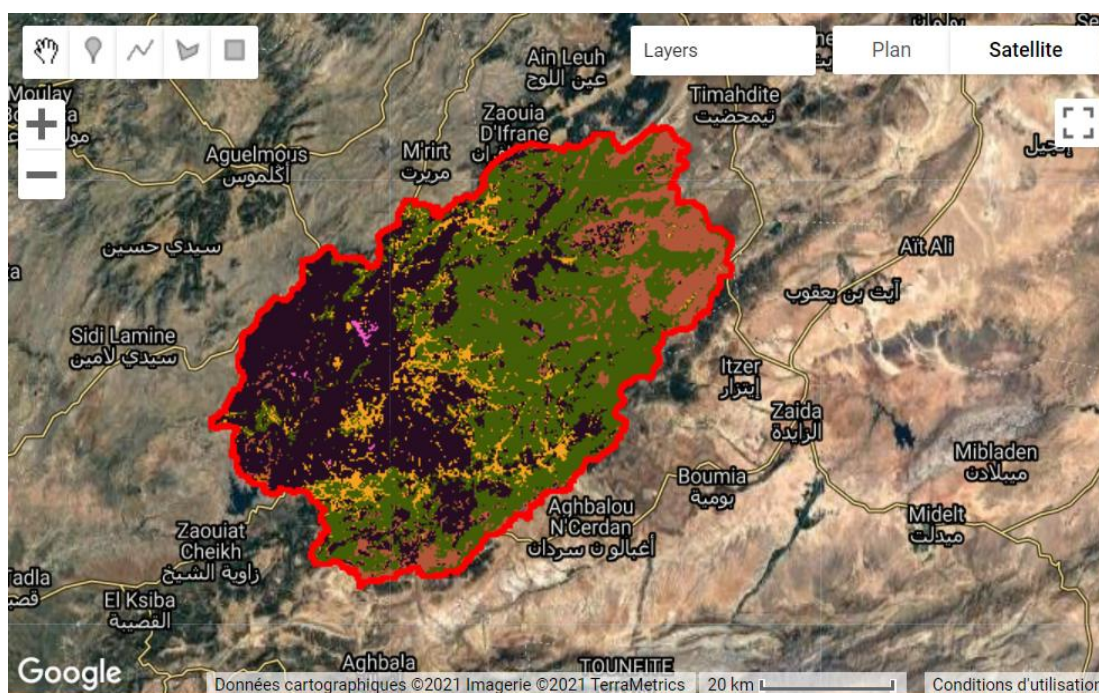 Layers
Plan
Satellite
Ain Leuh
عين اللوح
Timahdite
تيمحضيت
Moulay
Zaouia
D'Ifrane
Aguelmous
أكلموس
M'rirt
مريرت
سيدي حسين
Aït Ali
آيت بن يعقوب
Sidi Lamine
سيدي لامين
Itzer
إيتزار
Zaida
الزايدة
Mibladen
ميبلادن
Boumia
بومية
Aghbalou
N'Cerdan
أغبالو ن سردان
Midelt
ميدلت
Zaouiat
Cheikh
زاوية الشيخ
Tadla
El Ksiba
القصيبة
Aghbala
TOUNFITE
Google
Données cartographiques ©2021 Imagerie ©2021 TerraMetrics
20 km
Conditions d'utilisation